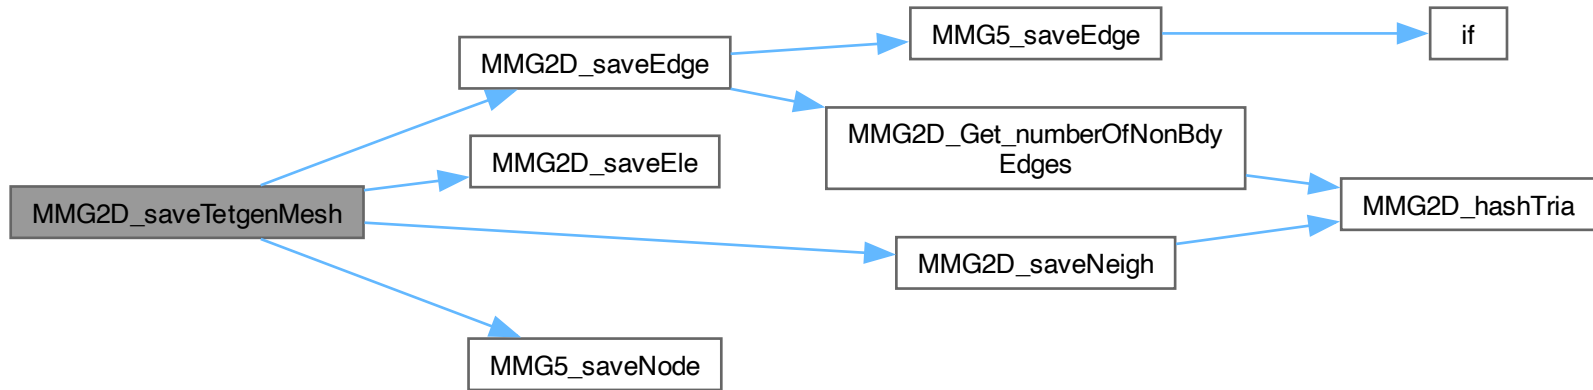 MMG2D_saveTetgenMesh
MMG2D_saveEdge
MMG5_saveEdge
if
MMG2D_Get_numberOfNonBdy
Edges
MMG2D_hashTria
MMG2D_saveEle
MMG2D_saveNeigh
MMG5_saveNode